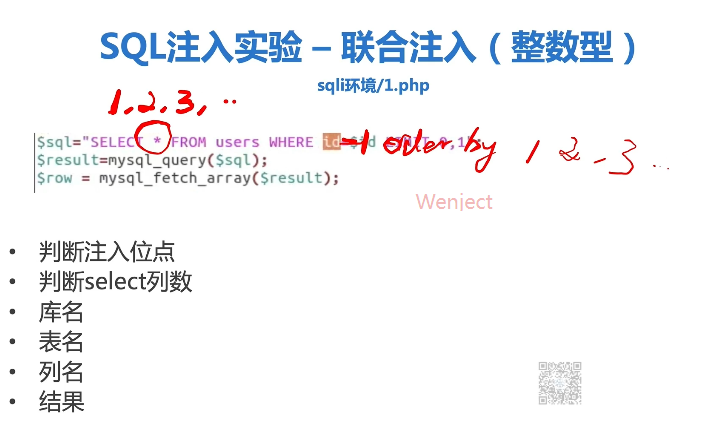 SQL注入实验 – 联合注入（整数型）
sqli环境/1.php
1,2,3,..
$sql="SELECT * FROM users WHERE id=$id LIMIT 0,1";
-1 order by 1 2 - 3 ...
$result=mysql_query($sql);
$row = mysql_fetch_array($result);
Wenject
• 判断注入位点
• 判断select列数
• 库名
• 表名
• 列名
• 结果